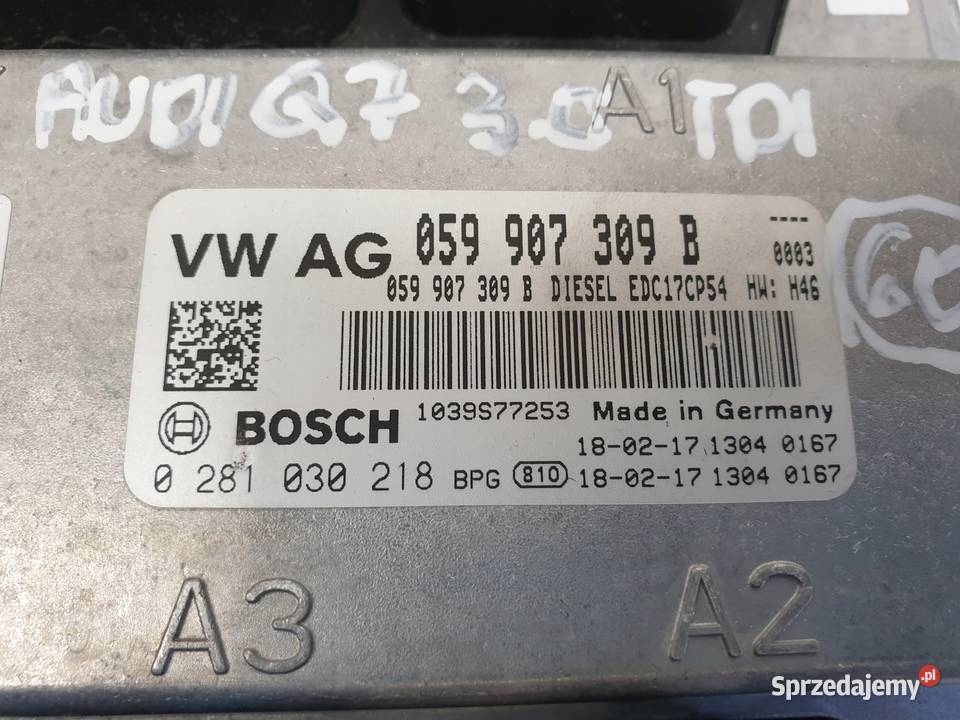 AUDI Q7 3.0 TDI
A1
VW AG 059 907 309 B
----
0003
059 907 309 B DIESEL EDC17CP54 HW: H46
BOSCH 1039S77253 Made in Germany
18-02-17 1304 0167
0 281 030 218 BPG 810 18-02-17 1304 0167
A3 A2
Sprzedajemy.pl